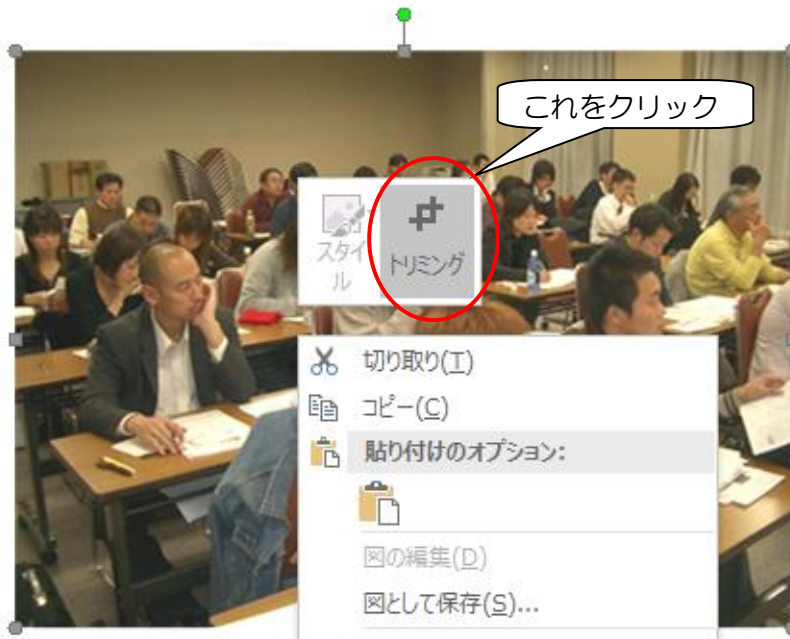 これをクリック
スタイ
ル
トリミング
切り取り(T)
コピー(C)
貼り付けのオプション:
図の編集(D)
図として保存(S)...